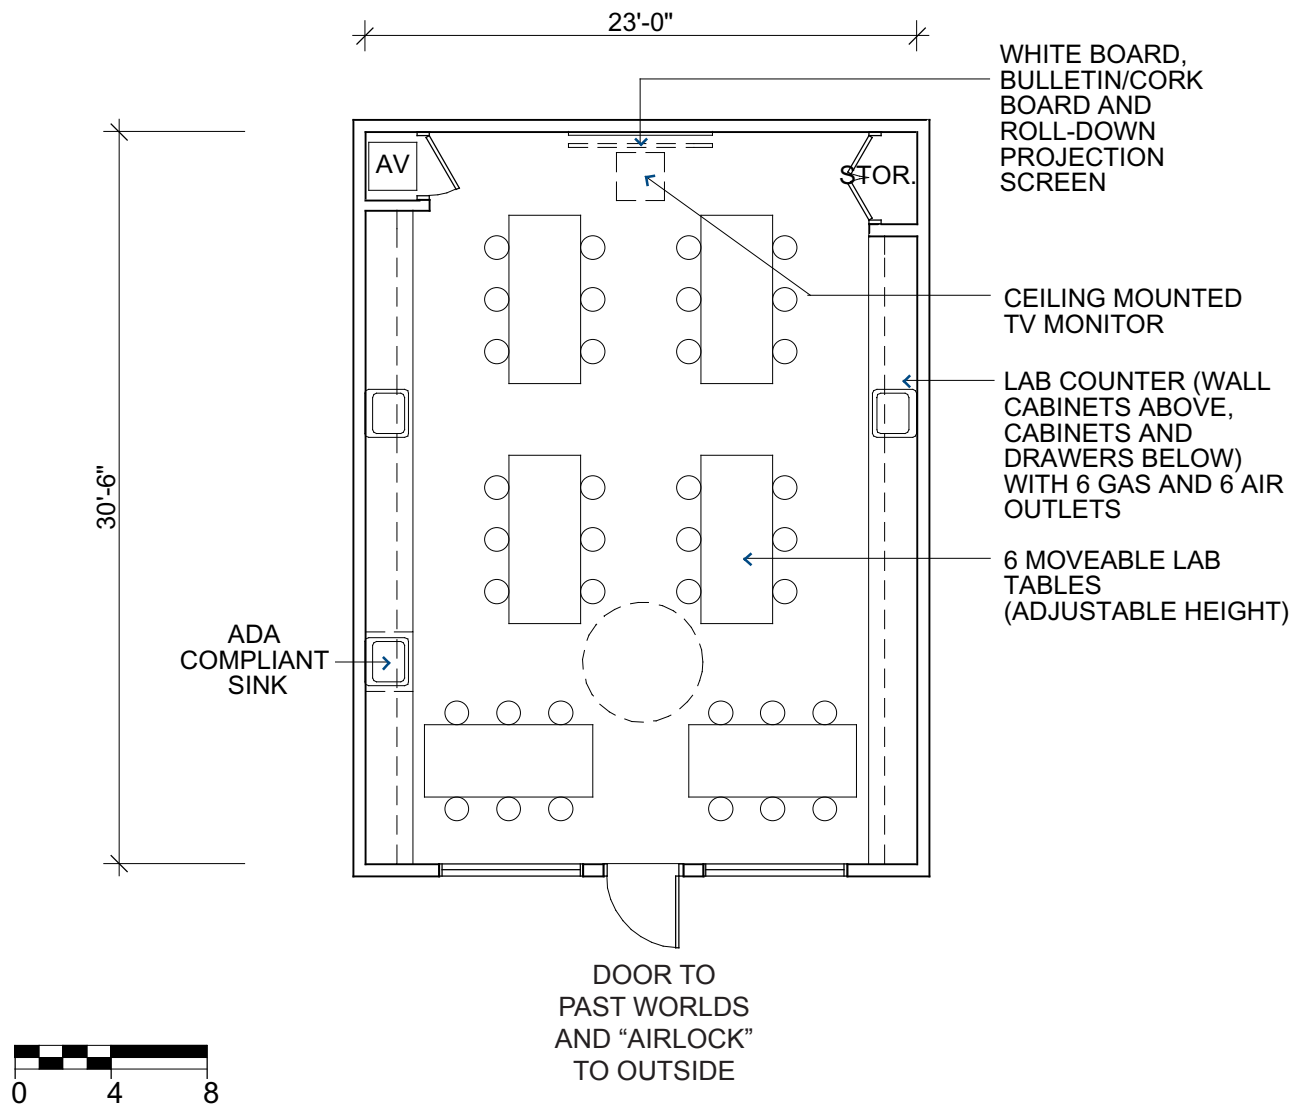 23'-0"
WHITE BOARD,
BULLETIN/CORK
BOARD AND
ROLL-DOWN
PROJECTION
SCREEN
AV
STOR.
CEILING MOUNTED
TV MONITOR
LAB COUNTER (WALL
CABINETS ABOVE,
CABINETS AND
DRAWERS BELOW)
WITH 6 GAS AND 6 AIR
OUTLETS
30'-6"
6 MOVEABLE LAB
TABLES
(ADJUSTABLE HEIGHT)
ADA
COMPLIANT
SINK
DOOR TO
PAST WORLDS
AND “AIRLOCK”
TO OUTSIDE
0 4 8